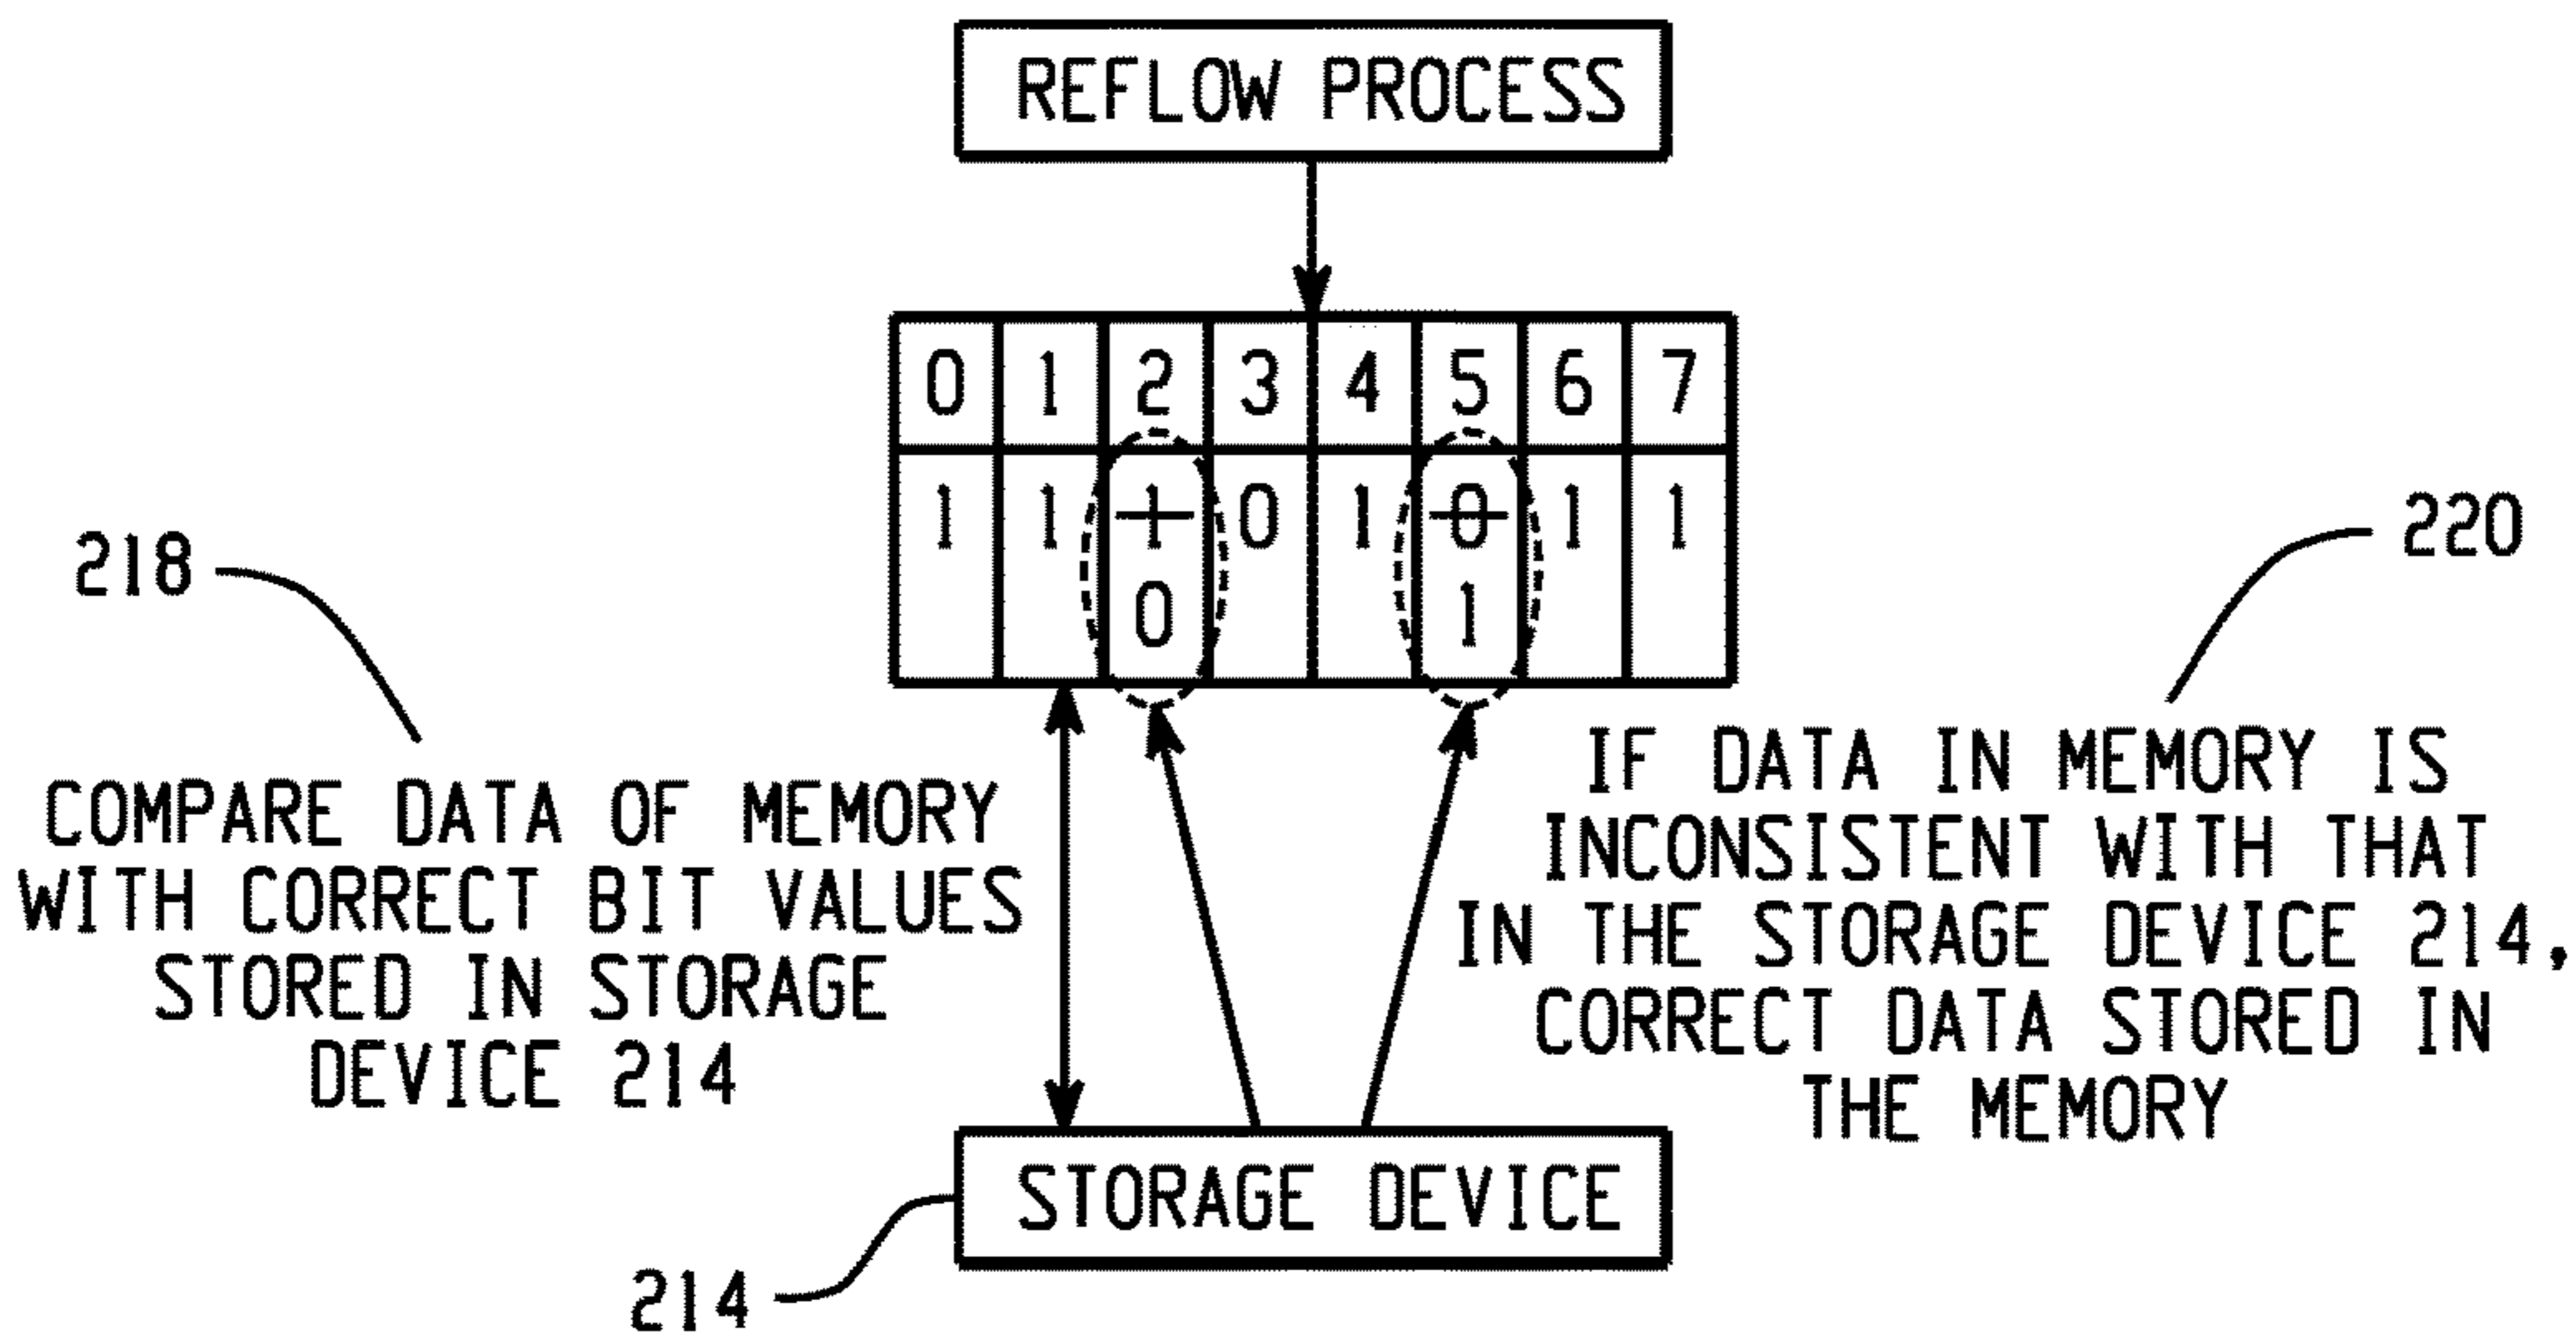 REFLOW PROCESS
0 1 2 3 4 5 6 7
1 1 1 0 1 0 1 1
0 1
218
220
COMPARE DATA OF MEMORY
WITH CORRECT BIT VALUES
STORED IN STORAGE
DEVICE 214
IF DATA IN MEMORY IS
INCONSISTENT WITH THAT
IN THE STORAGE DEVICE 214,
CORRECT DATA STORED IN
THE MEMORY
STORAGE DEVICE
214